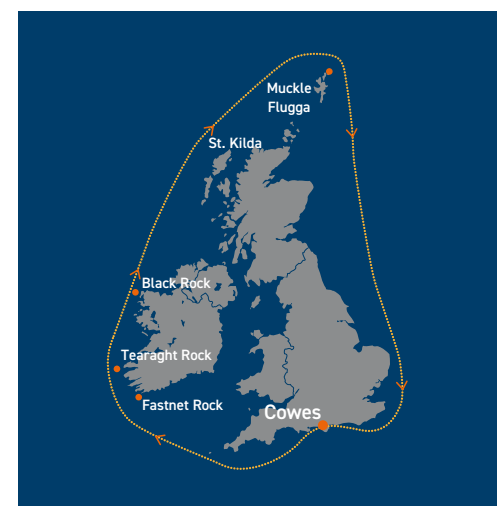 Muckle
Flugga
St. Kilda
Black Rock
Tearaght Rock
Fastnet Rock
Cowes